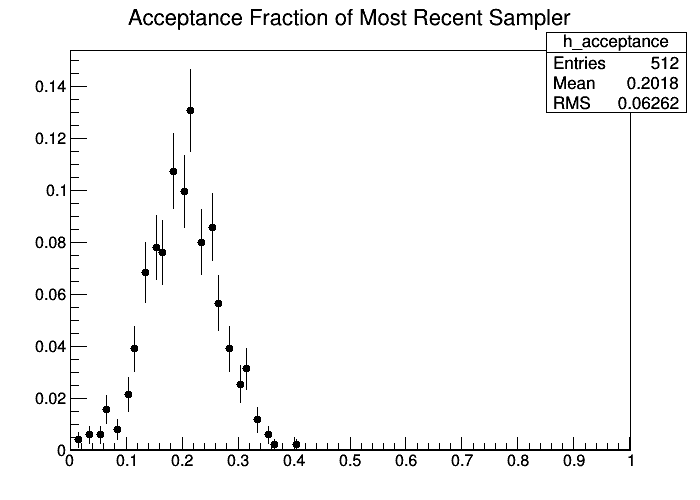 Acceptance Fraction of Most Recent Sampler
h_acceptance
Entries 512
Mean 0.2018
RMS 0.06262
0.14
0.12
0.1
0.08
0.06
0.04
0.02
0
0 0.1 0.2 0.3 0.4 0.5 0.6 0.7 0.8 0.9 1